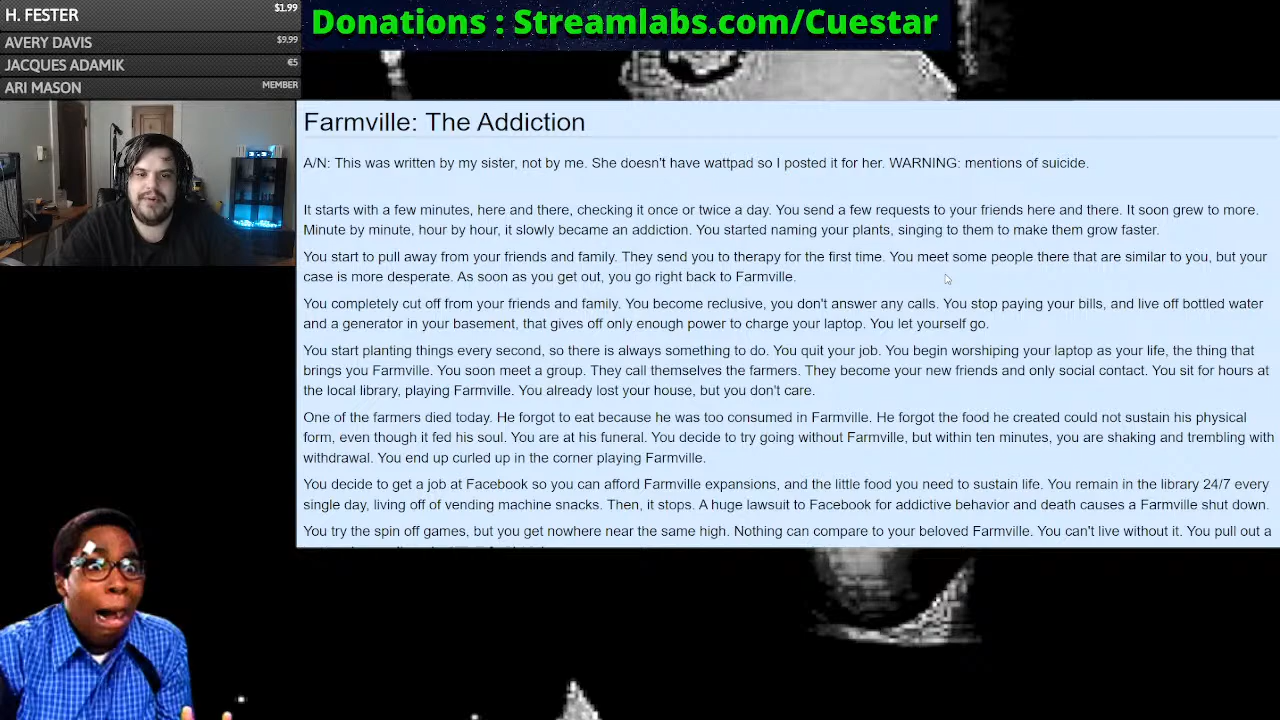 H. FESTER $1.99
AVERY DAVIS $9.99
JACQUES ADAMIK €5
ARI MASON MEMBER
Donations : Streamlabs.com/Cuestar
Farmville: The Addiction
A/N: This was written by my sister, not by me. She doesn't have wattpad so I posted it for her. WARNING: mentions of suicide.
It starts with a few minutes, here and there, checking it once or twice a day. You send a few requests to your friends here and there. It soon grew to more.
Minute by minute, hour by hour, it slowly became an addiction. You started naming your plants, singing to them to make them grow faster.
You start to pull away from your friends and family. They send you to therapy for the first time. You meet some people there that are similar to you, but your
case is more desperate. As soon as you get out, you go right back to Farmville.
You completely cut off from your friends and family. You become reclusive, you don't answer any calls. You stop paying your bills, and live off bottled water
and a generator in your basement, that gives off only enough power to charge your laptop. You let yourself go.
You start planting things every second, so there is always something to do. You quit your job. You begin worshiping your laptop as your life, the thing that
brings you Farmville. You soon meet a group. They call themselves the farmers. They become your new friends and only social contact. You sit for hours at
the local library, playing Farmville. You already lost your house, but you don't care.
One of the farmers died today. He forgot to eat because he was too consumed in Farmville. He forgot the food he created could not sustain his physical
form, even though it fed his soul. You are at his funeral. You decide to try going without Farmville, but within ten minutes, you are shaking and trembling with
withdrawal. You end up curled up in the corner playing Farmville.
You decide to get a job at Facebook so you can afford Farmville expansions, and the little food you need to sustain life. You remain in the library 24/7 every
single day, living off of vending machine snacks. Then, it stops. A huge lawsuit to Facebook for addictive behavior and death causes a Farmville shut down.
You try the spin off games, but you get nowhere near the same high. Nothing can compare to your beloved Farmville. You can't live without it. You pull out a